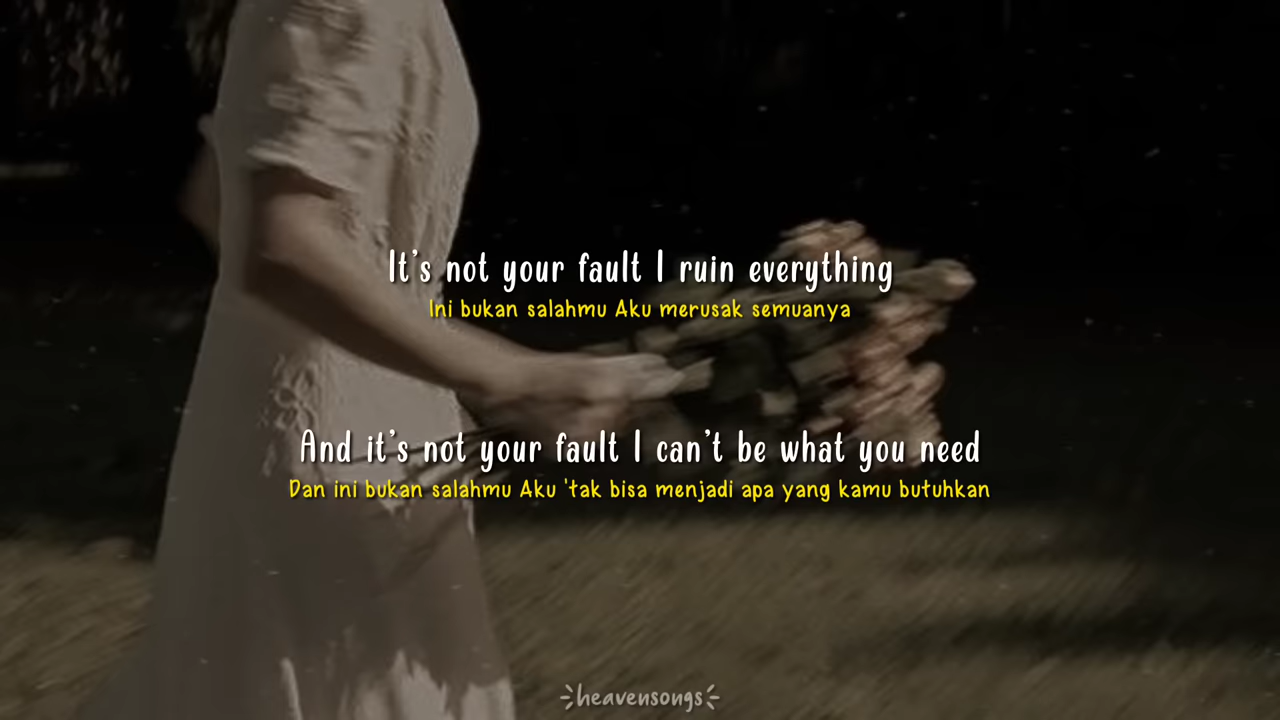 It's not your fault I ruin everything
Ini bukan salahmu Aku merusak semuanya
And it's not your fault I can't be what you need
Dan ini bukan salahmu Aku 'tak bisa menjadi apa yang kamu butuhkan
heavensongs